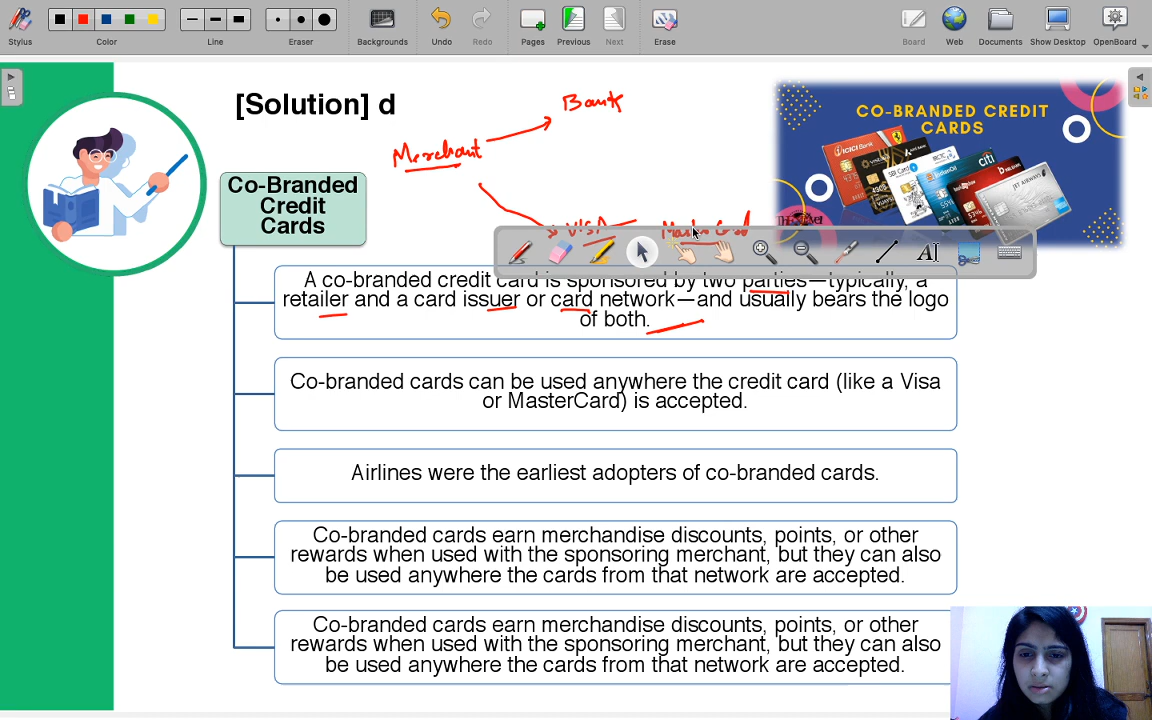 Stylus
Color
Line
Eraser
Backgrounds
Undo
Redo
Pages
Previous
Next
Erase
Board
Web
Documents
Show Desktop
OpenBoard
[Solution] d
Bank
Merchant
VISA
CO-BRANDED CREDIT
CARDS
ICICI Bank
SBI Card
IRCTC
citi
JET AIRWAYS
Co-Branded
Credit
Cards
A co-branded credit card is sponsored by two parties—typically, a
retailer and a card issuer or card network—and usually bears the logo
of both.
Co-branded cards can be used anywhere the credit card (like a Visa
or MasterCard) is accepted.
Airlines were the earliest adopters of co-branded cards.
Co-branded cards earn merchandise discounts, points, or other
rewards when used with the sponsoring merchant, but they can also
be used anywhere the cards from that network are accepted.
Co-branded cards earn merchandise discounts, points, or other
rewards when used with the sponsoring merchant, but they can also
be used anywhere the cards from that network are accepted.